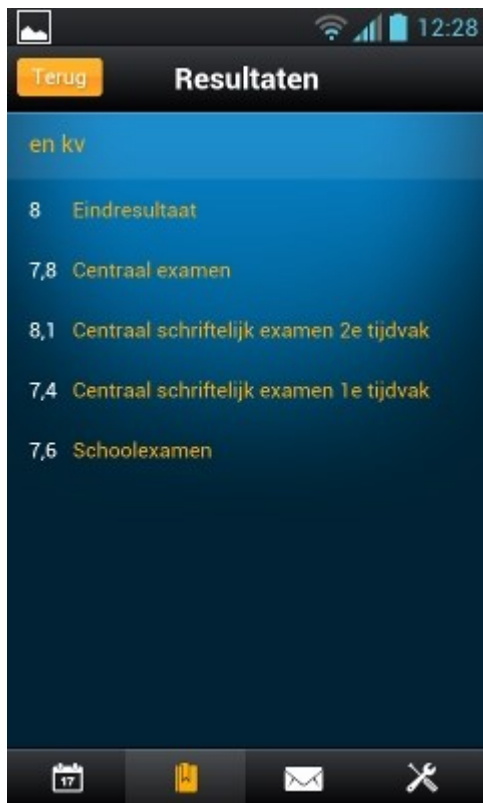 12:28
Terug Resultaten
en kv
8 Eindresultaat
7,8 Centraal examen
8,1 Centraal schriftelijk examen 2e tijdvak
7,4 Centraal schriftelijk examen 1e tijdvak
7,6 Schoolexamen
17